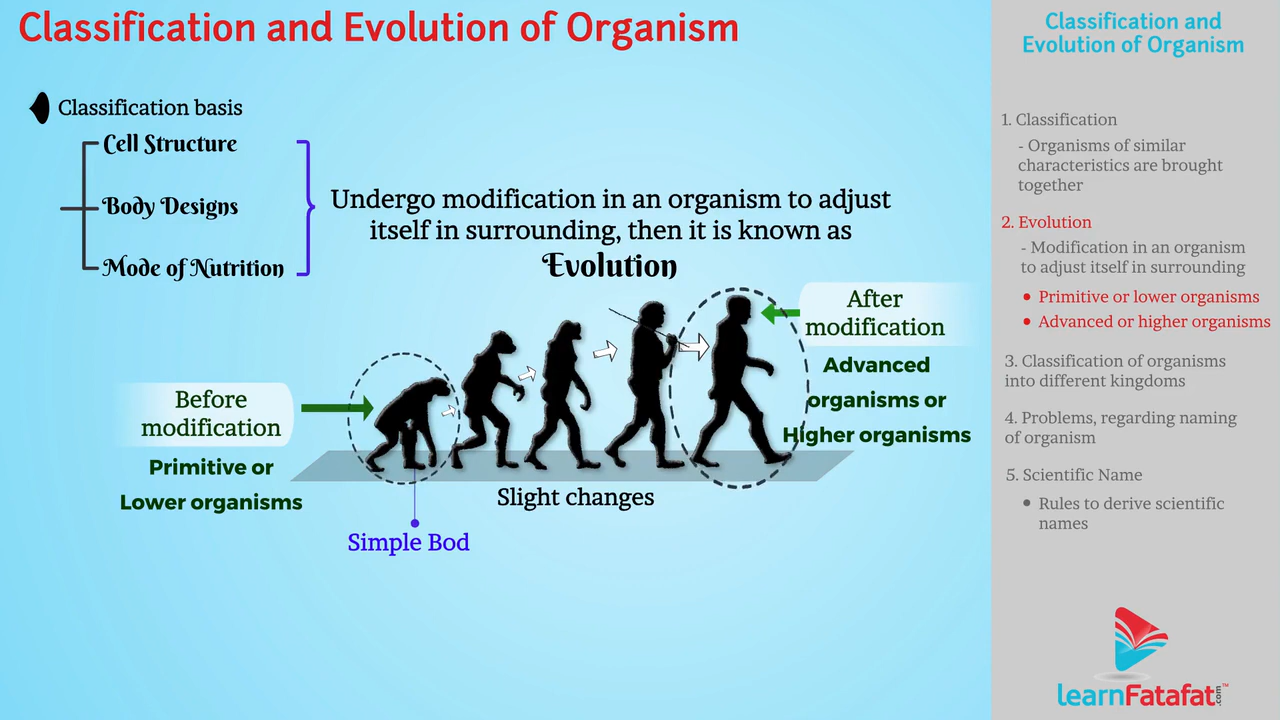 Classification and Evolution of Organism
Classification basis
Cell Structure
Body Designs
Mode of Nutrition
Undergo modification in an organism to adjust
itself in surrounding, then it is known as
Evolution
Before
modification
Primitive or
Lower organisms
After
modification
Advanced
organisms or
Higher organisms
Slight changes
Simple Bod
Classification and
Evolution of Organism
1. Classification
- Organisms of similar
characteristics are brought
together
2. Evolution
- Modification in an organism
to adjust itself in surrounding
• Primitive or lower organisms
• Advanced or higher organisms
3. Classification of organisms
into different kingdoms
4. Problems, regarding naming
of organism
5. Scientific Name
• Rules to derive scientific
names
learnFatafat.com™